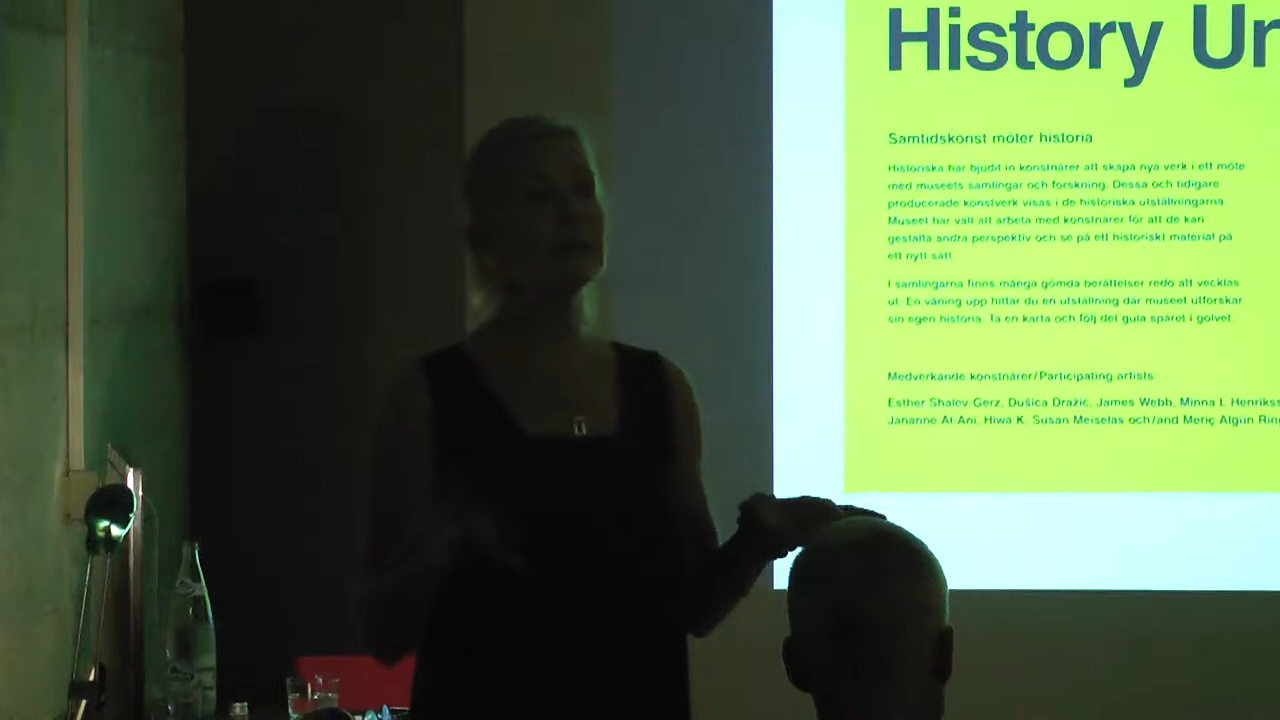 History Un
Samtidskonst möter historia
Historiska har bjudit in konstnärer att skapa nya verk i ett möte
med museets samlingar och forskning. Dessa och tidigare
producerade konstverk visas i de historiska utställningarna.
Museet har valt att arbeta med konstnärer för att de kan
gestalta andra perspektiv och se på ett historiskt material på
ett nytt sätt.
I samlingarna finns många gömda berättelser redo att vecklas
ut. En våning upp hittar du en utställning där museet utforskar
sin egen historia. Ta en karta och följ det gula spåret i golvet.
Medverkande konstnärer/Participating artists:
Esther Shalev-Gerz, Dušica Dražić, James Webb, Minna L Henrikss
Jananne Al-Ani, Hiwa K, Susan Meiselas och/and Meriç Algün Ring